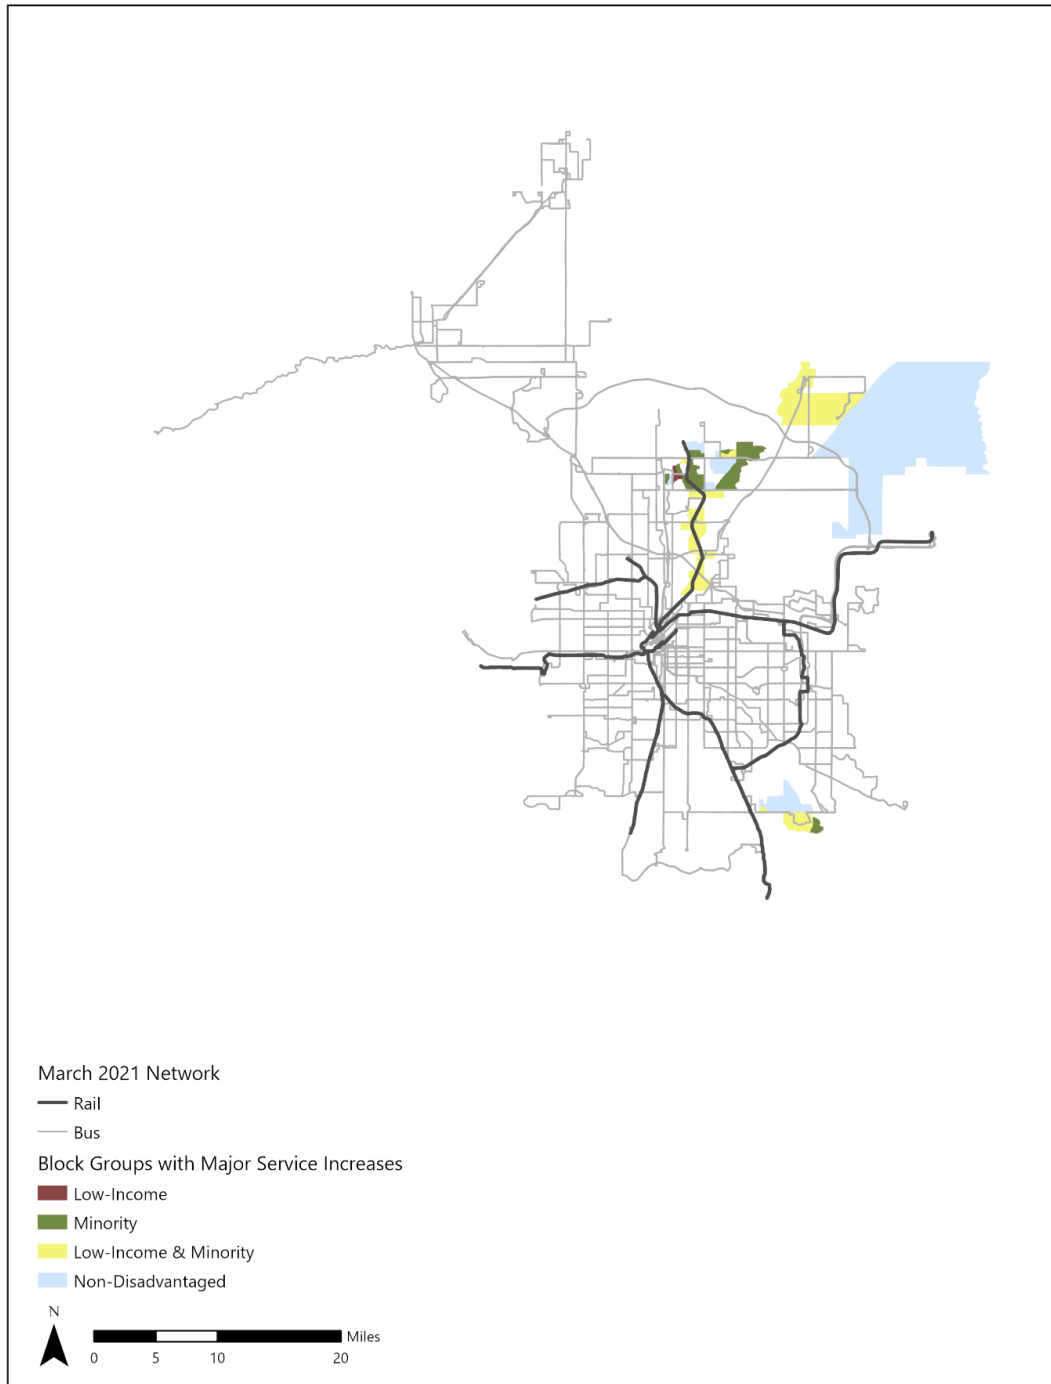 March 2021 Network
Rail
Bus
Block Groups with Major Service Increases
Low-Income
Minority
Low-Income & Minority
Non-Disadvantaged
N
Miles
0 5 10 20